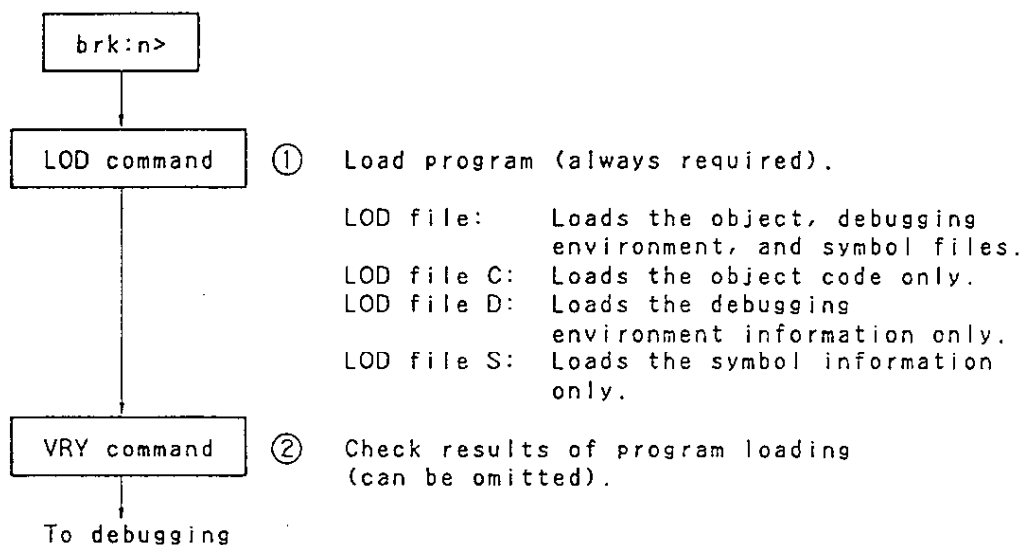 brk:n>
LOD command ① Load program (always required).
LOD file: Loads the object, debugging
environment, and symbol files.
LOD file C: Loads the object code only.
LOD file D: Loads the debugging
environment information only.
LOD file S: Loads the symbol information
only.
VRY command ② Check results of program loading
(can be omitted).
To debugging